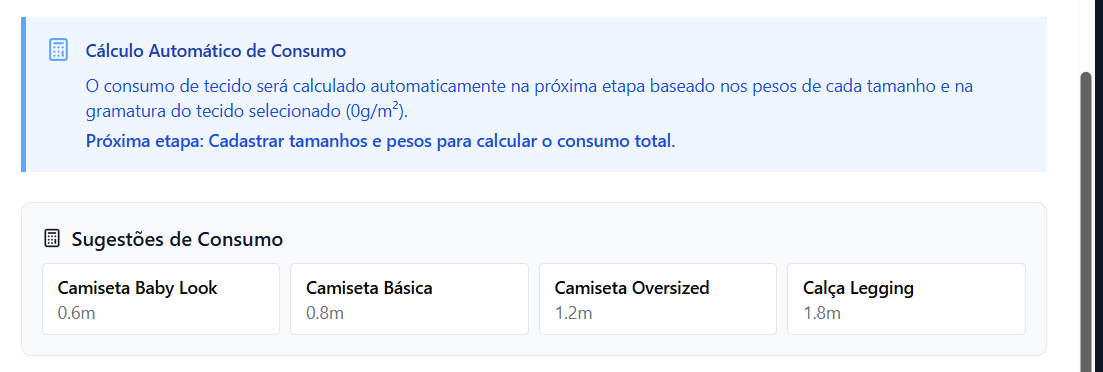 Cálculo Automático de Consumo
O consumo de tecido será calculado automaticamente na próxima etapa baseado nos pesos de cada tamanho e na
gramatura do tecido selecionado (0g/m²).
Próxima etapa: Cadastrar tamanhos e pesos para calcular o consumo total.
Sugestões de Consumo
Camiseta Baby Look
0.6m
Camiseta Básica
0.8m
Camiseta Oversized
1.2m
Calça Legging
1.8m